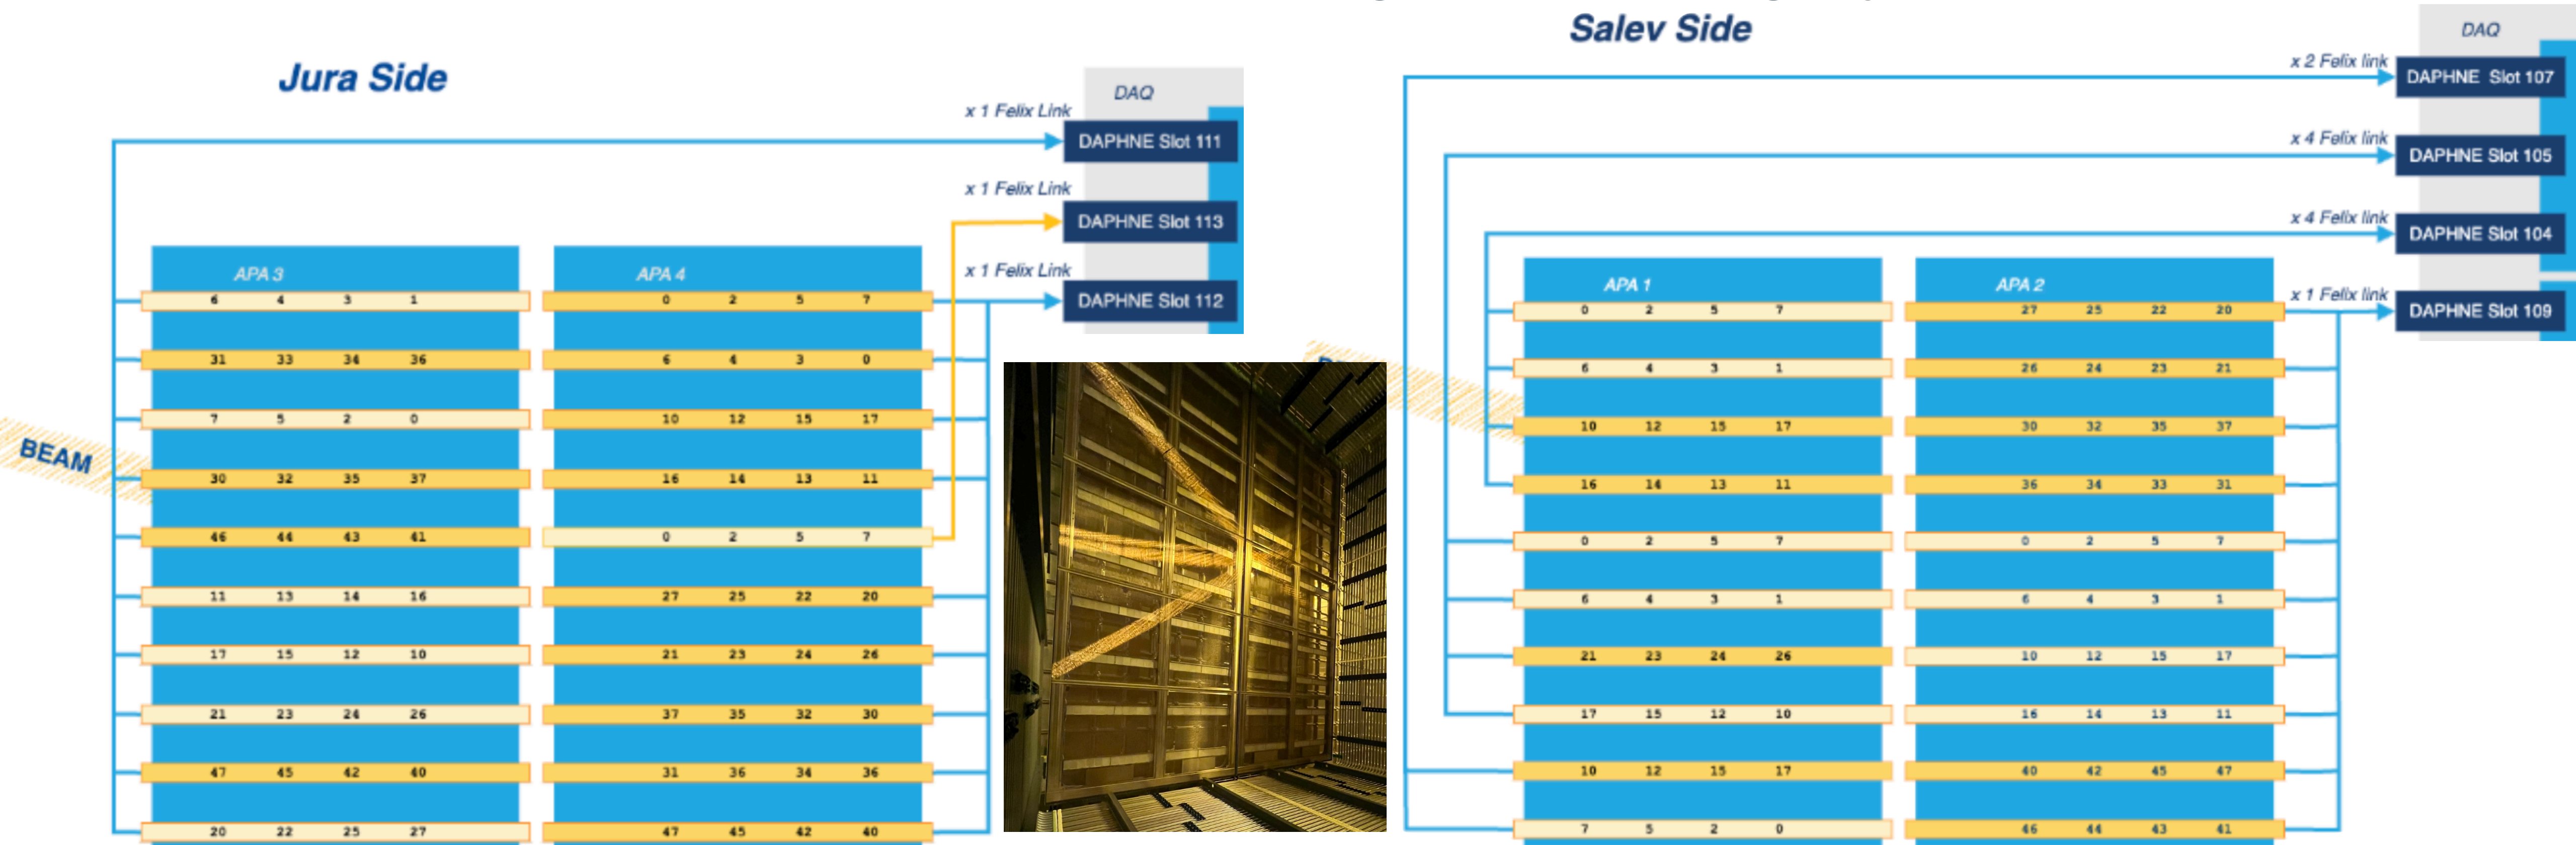 Jura Side
DAQ
x 1 Felix Link
DAPHNE Slot 111
x 1 Felix Link
DAPHNE Slot 113
x 1 Felix Link
DAPHNE Slot 112
APA 3
6 4 3 1
31 33 34 36
7 5 2 0
30 32 35 37
46 44 43 41
11 13 14 16
17 15 12 10
21 23 24 26
47 45 42 40
20 22 25 27
BEAM
APA 4
0 2 5 7
6 4 3 0
10 12 15 17
16 14 13 11
0 2 5 7
27 25 22 20
21 23 24 26
37 35 32 30
31 36 34 36
47 45 42 40
Salev Side
DAQ
x 2 Felix link
DAPHNE Slot 107
x 4 Felix link
DAPHNE Slot 105
x 4 Felix link
DAPHNE Slot 104
x 1 Felix link
DAPHNE Slot 109
APA 1
0 2 5 7
6 4 3 1
10 12 15 17
16 14 13 11
0 2 5 7
6 4 3 1
21 23 24 26
17 15 12 10
10 12 15 17
7 5 2 0
APA 2
27 25 22 20
26 24 23 21
30 32 35 37
36 34 33 31
0 2 5 7
6 4 3 1
10 12 15 17
16 14 13 11
40 42 45 47
46 44 43 41